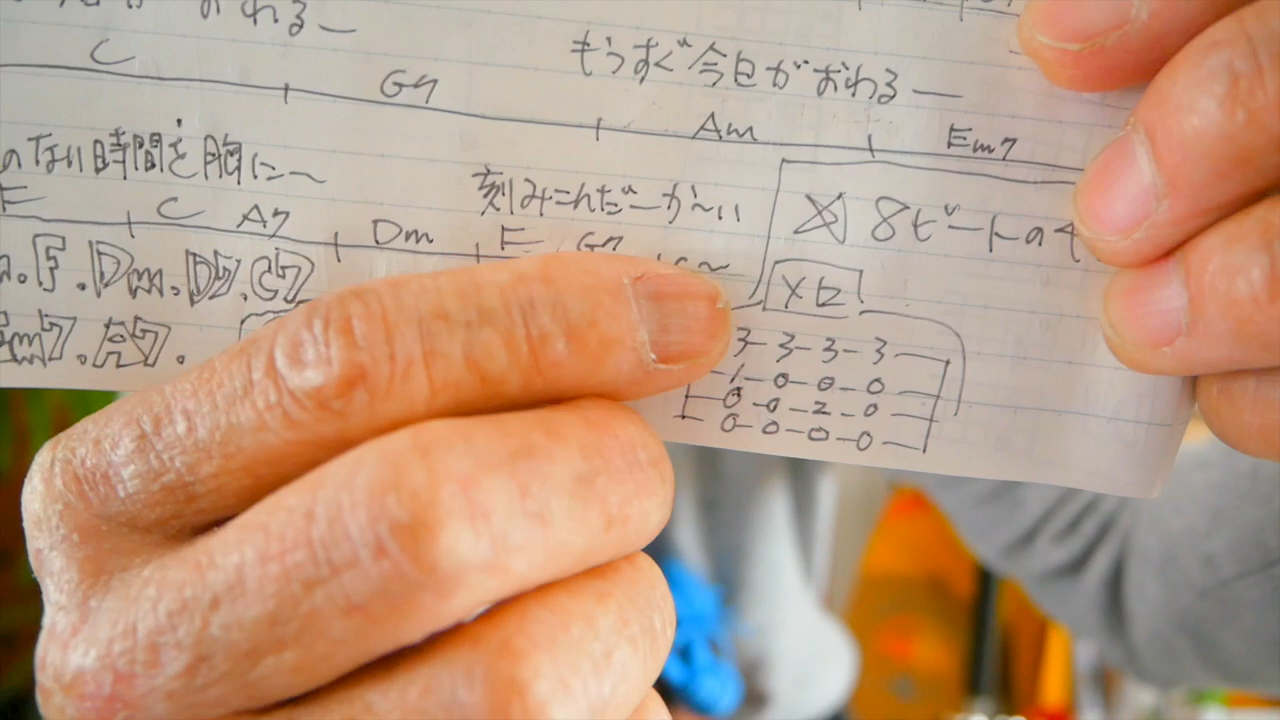 おわるー
C G7 Am Em7
もうすぐ今日がおわるー
のない時間を胸に〜
F C A7 Dm F G7
刻みこんだーか〜い
※ 8ビートの
メモ
.F.Dm.D7.C7
Em7.A7.
3-3-3-3
1-0-0-0
0-0-2-0
0-0-0-0